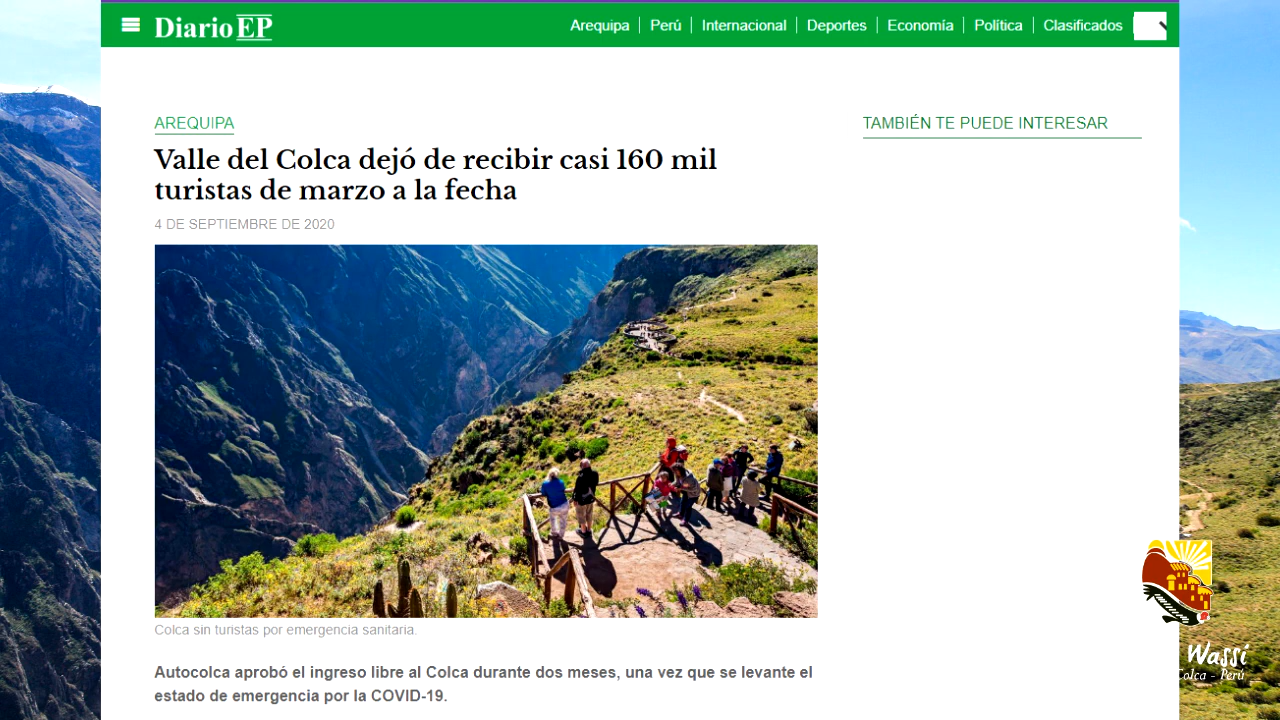 Diario EP
Arequipa
Perú
Internacional
Deportes
Economía
Política
Clasificados
AREQUIPA
TAMBIÉN TE PUEDE INTERESAR
Valle del Colca dejó de recibir casi 160 mil
turistas de marzo a la fecha
4 DE SEPTIEMBRE DE 2020
Colca sin turistas por emergencia sanitaria.
Autocolca aprobó el ingreso libre al Colca durante dos meses, una vez que se levante el
estado de emergencia por la COVID-19.
Wassi
Colca - Perú